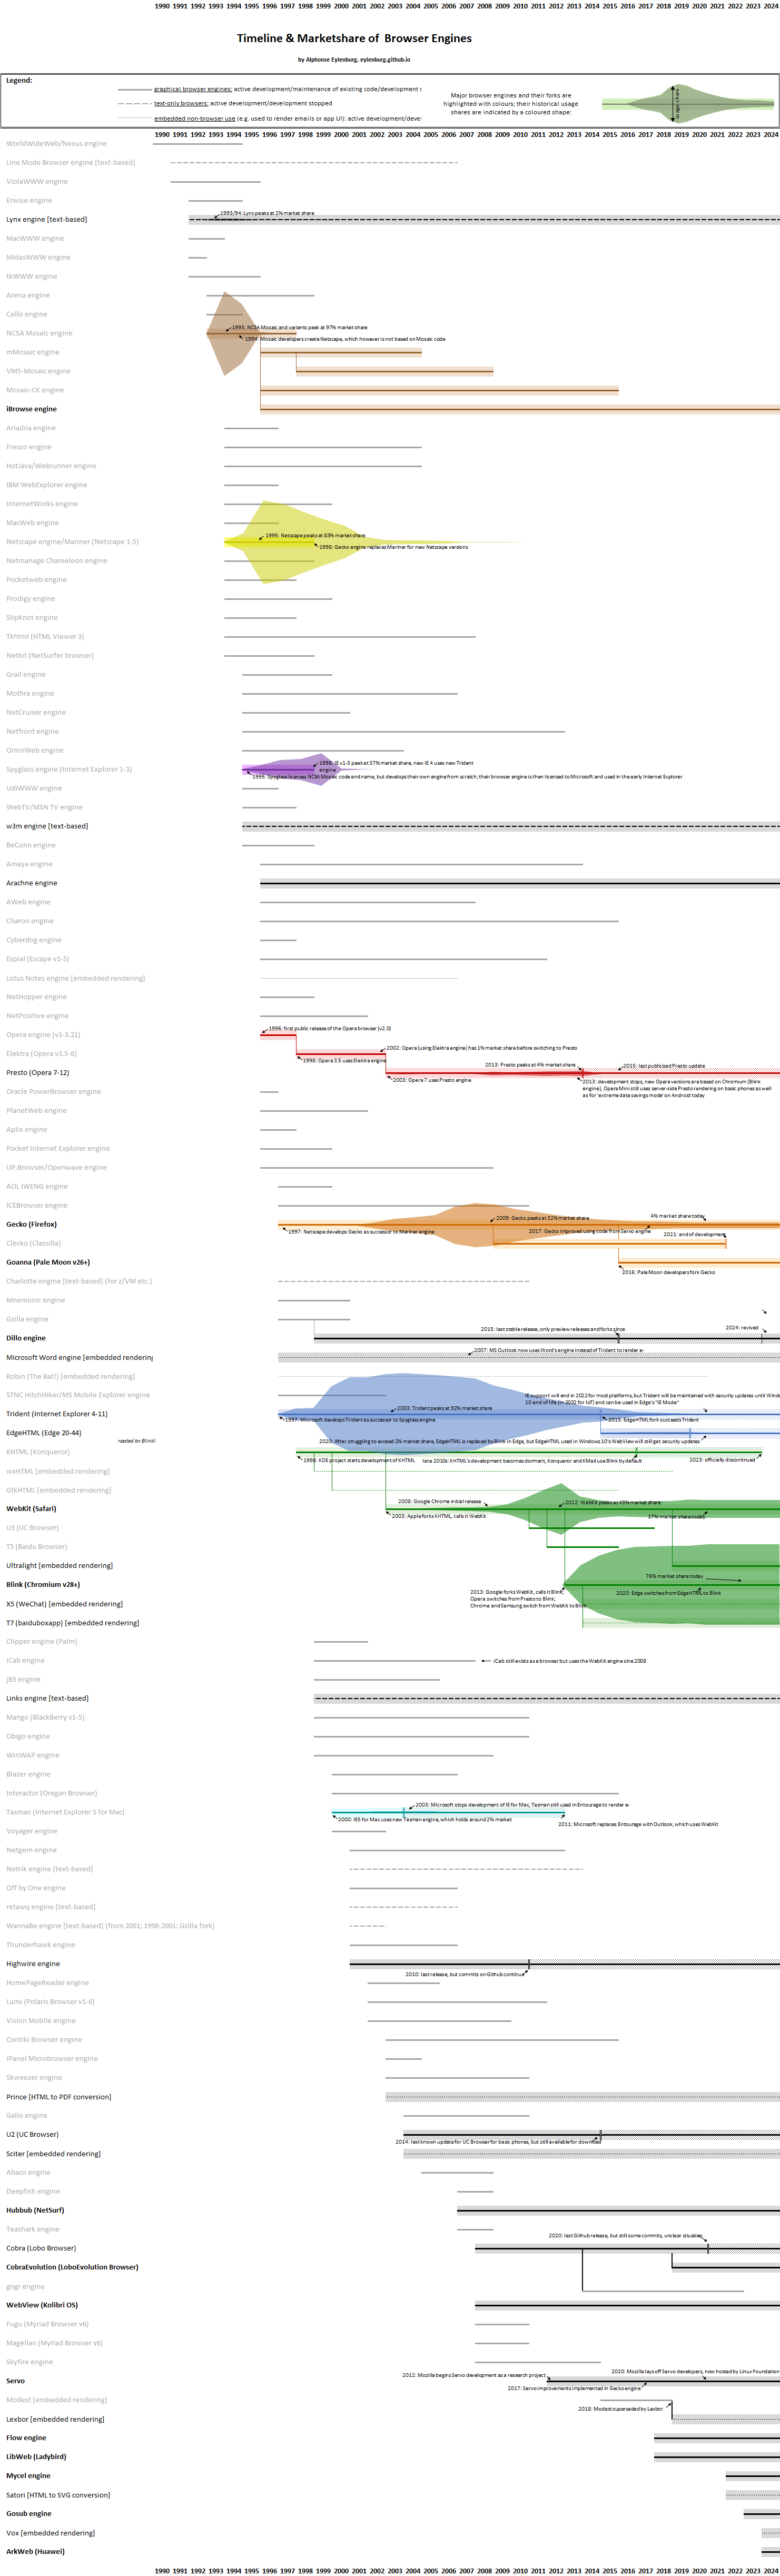 1990 1991 1992 1993 1994 1995 1996 1997 1998 1999 2000 2001 2002 2003 2004 2005 2006 2007 2008 2009 2010 2011 2012 2013 2014 2015 2016 2017 2018 2019 2020 2021 2022 2023 2024
Timeline & Marketshare of Browser Engines
by Alphonse Eylenburg, eylenburg.github.io
Legend:
graphical browser engines: active development/maintenance of existing code/development s
text-only browsers: active development/development stopped
embedded non-browser use (e.g. used to render emails or app UI): active development/devel
Major browser engines and their forks are
highlighted with colours; their historical usage
shares are indicated by a coloured shape:
usage share
1990 1991 1992 1993 1994 1995 1996 1997 1998 1999 2000 2001 2002 2003 2004 2005 2006 2007 2008 2009 2010 2011 2012 2013 2014 2015 2016 2017 2018 2019 2020 2021 2022 2023 2024
WorldWideWeb/Nexus engine
Line Mode Browser engine [text-based]
ViolaWWW engine
Erwise engine
1993/94: Lynx peaks at 2% market share
Lynx engine [text-based]
MacWWW engine
MidasWWW engine
tkWWW engine
Arena engine
Cello engine
1993: NCSA Mosaic and variants peak at 97% market share
NCSA Mosaic engine
1994: Mosaic developers create Netscape, which however is not based on Mosaic code
mMosaic engine
VMS-Mosaic engine
Mosaic-CK engine
iBrowse engine
Ariadna engine
Fresco engine
HotJava/Webrunner engine
IBM WebExplorer engine
InternetWorks engine
MacWeb engine
1995: Netscape peaks at 83% market share
Netscape engine/Mariner (Netscape 1-5)
1998: Gecko engine replaces Mariner for new Netscape versions
Netmanage Chameleon engine
Pocketweb engine
Prodigy engine
SlipKnot engine
Tkhtml (HTML Viewer 3)
Netkit (NetSurfer browser)
Grail engine
Mothra engine
NetCruiser engine
Netfront engine
OmniWeb engine
1998: IE v1-3 peak at 37% market share, new IE 4 uses new Trident
engine
Spyglass engine (Internet Explorer 1-3)
1995: Spyglass licenses NCSA Mosaic code and name, but develops their own engine from scratch; their browser engine is then licensed to Microsoft and used in the early Internet Explorer
UdiWWW engine
WebTV/MSN TV engine
w3m engine [text-based]
BeConn engine
Amaya engine
Arachne engine
AWeb engine
Charon engine
Cyberdog engine
Espial (Escape v1-5)
Lotus Notes engine [embedded rendering]
NetHopper engine
NetPositive engine
1996: first public release of the Opera browser (v2.0)
Opera engine (v1-3.21)
2002: Opera (using Elektra engine) has 1% market share before switching to Presto
Elektra (Opera v3.5-6)
1998: Opera 3.5 uses Elektra engine
2013: Presto peaks at 4% market share
2015: last publicised Presto update
Presto (Opera 7-12)
2003: Opera 7 uses Presto engine
2013: development stops, new Opera versions are based on Chromium (Blink
engine), Opera Mini still uses server-side Presto rendering on basic phones as well
as for 'extreme data savings mode' on Android today
Oracle PowerBrowser engine
PlanetWeb engine
Aplix engine
Pocket Internet Explorer engine
UP.Browser/Openwave engine
AOL IWENG engine
ICEBrowser engine
2009: Gecko peaks at 32% market share
4% market share today
Gecko (Firefox)
1997: Netscape develops Gecko as successor to Mariner engine
2017: Gecko improved using code from Servo engine
2021: end of development
Clecko (Classilla)
Goanna (Pale Moon v26+)
2016: Pale Moon developers fork Gecko
Charlotte engine [text-based] (for z/VM etc.)
Mnemonic engine
Gzilla engine
2015: last stable release, only preview releases and forks since
2024: revived
Dillo engine
2007: MS Outlook now uses Word's engine instead of Trident to render e-
Microsoft Word engine [embedded rendering
Robin (The Bat!) [embedded rendering]
STNC HitchHiker/MS Mobile Explorer engine
IE support will end in 2022 for most platforms, but Trident will be maintained with security updates until Wind
10 end of life (in 2032 for IoT) and can be used in Edge's "IE Mode"
2003: Trident peaks at 92% market share
Trident (Internet Explorer 4-11)
1997: Microsoft develops Trident as successor to Spyglass engine
2015: EdgeHTML fork succeeds Trident
EdgeHTML (Edge 20-44)
2020: After struggling to exceed 2% market share, EdgeHTML is replaced by Blink in Edge, but EdgeHTML used in Windows 10's WebView will still get security updates
KHTML (Konqueror)
1998: KDE project starts development of KHTML
late 2010s: KHTML's development becomes dormant, Konqueror and KMail use Blink by default
2023: officially discontinued
wxHTML [embedded rendering]
GtkHTML [embedded rendering]
2008: Google Chrome initial release
2012: WebKit peaks at 49% market share
WebKit (Safari)
2003: Apple forks KHTML, calls it WebKit
17% market share today
U3 (UC Browser)
T5 (Baidu Browser)
Ultralight [embedded rendering]
76% market share today
Blink (Chromium v28+)
2013: Google forks WebKit, calls it Blink;
Opera switches from Presto to Blink;
Chrome and Samsung switch from WebKit to Blink
2020: Edge switches from EdgeHTML to Blink
X5 (WeChat) [embedded rendering]
T7 (baiduboxapp) [embedded rendering]
Clipper engine (Palm)
iCab engine
iCab still exists as a browser but uses the WebKit engine sine 2008
jB5 engine
Links engine [text-based]
Mango (BlackBerry v1-5)
Obigo engine
WinWAP engine
Blazer engine
Interactor (Oregan Browser)
2003: Microsoft stops development of IE for Mac, Tasman still used in Entourage to render e-
Tasman (Internet Explorer 5 for Mac)
2000: IE5 for Mac uses new Tasman engine, which holds around 2% market
2011: Microsoft replaces Entourage with Outlook, which uses WebKit
Voyager engine
Netgem engine
Netrik engine [text-based]
Off by One engine
retawq engine [text-based]
WannaBe engine [text-based] (from 2001; 1998-2001: Gzilla fork)
Thunderhawk engine
Highwire engine
2010: last release, but commits on Github continue
HomePageReader engine
Lumi (Polaris Browser v1-6)
Vision Mobile engine
Contiki Browser engine
iPanel Microbrowser engine
Skweezer engine
Prince [HTML to PDF conversion]
Galio engine
U2 (UC Browser)
2014: last known update for UC Browser for basic phones, but still available for download
Sciter [embedded rendering]
Abaco engine
Deepfish engine
Hubbub (NetSurf)
Teashark engine
2020: last Github release, but still some commits, unclear situation
Cobra (Lobo Browser)
CobraEvolution (LoboEvolution Browser)
gngr engine
WebView (Kolibri OS)
Fugu (Myriad Browser v6)
Magellan (Myriad Browser v6)
Skyfire engine
2012: Mozilla begins Servo development as a research project
2020: Mozilla lays off Servo developers, now hosted by Linux Foundation
Servo
2017: Servo improvements implemented in Gecko engine
Modest [embedded rendering]
2018: Modest superseded by Lexbor
Lexbor [embedded rendering]
Flow engine
LibWeb (Ladybird)
Mycel engine
Satori [HTML to SVG conversion]
Gosub engine
Vox [embedded rendering]
ArkWeb (Huawei)
1990 1991 1992 1993 1994 1995 1996 1997 1998 1999 2000 2001 2002 2003 2004 2005 2006 2007 2008 2009 2010 2011 2012 2013 2014 2015 2016 2017 2018 2019 2020 2021 2022 2023 2024